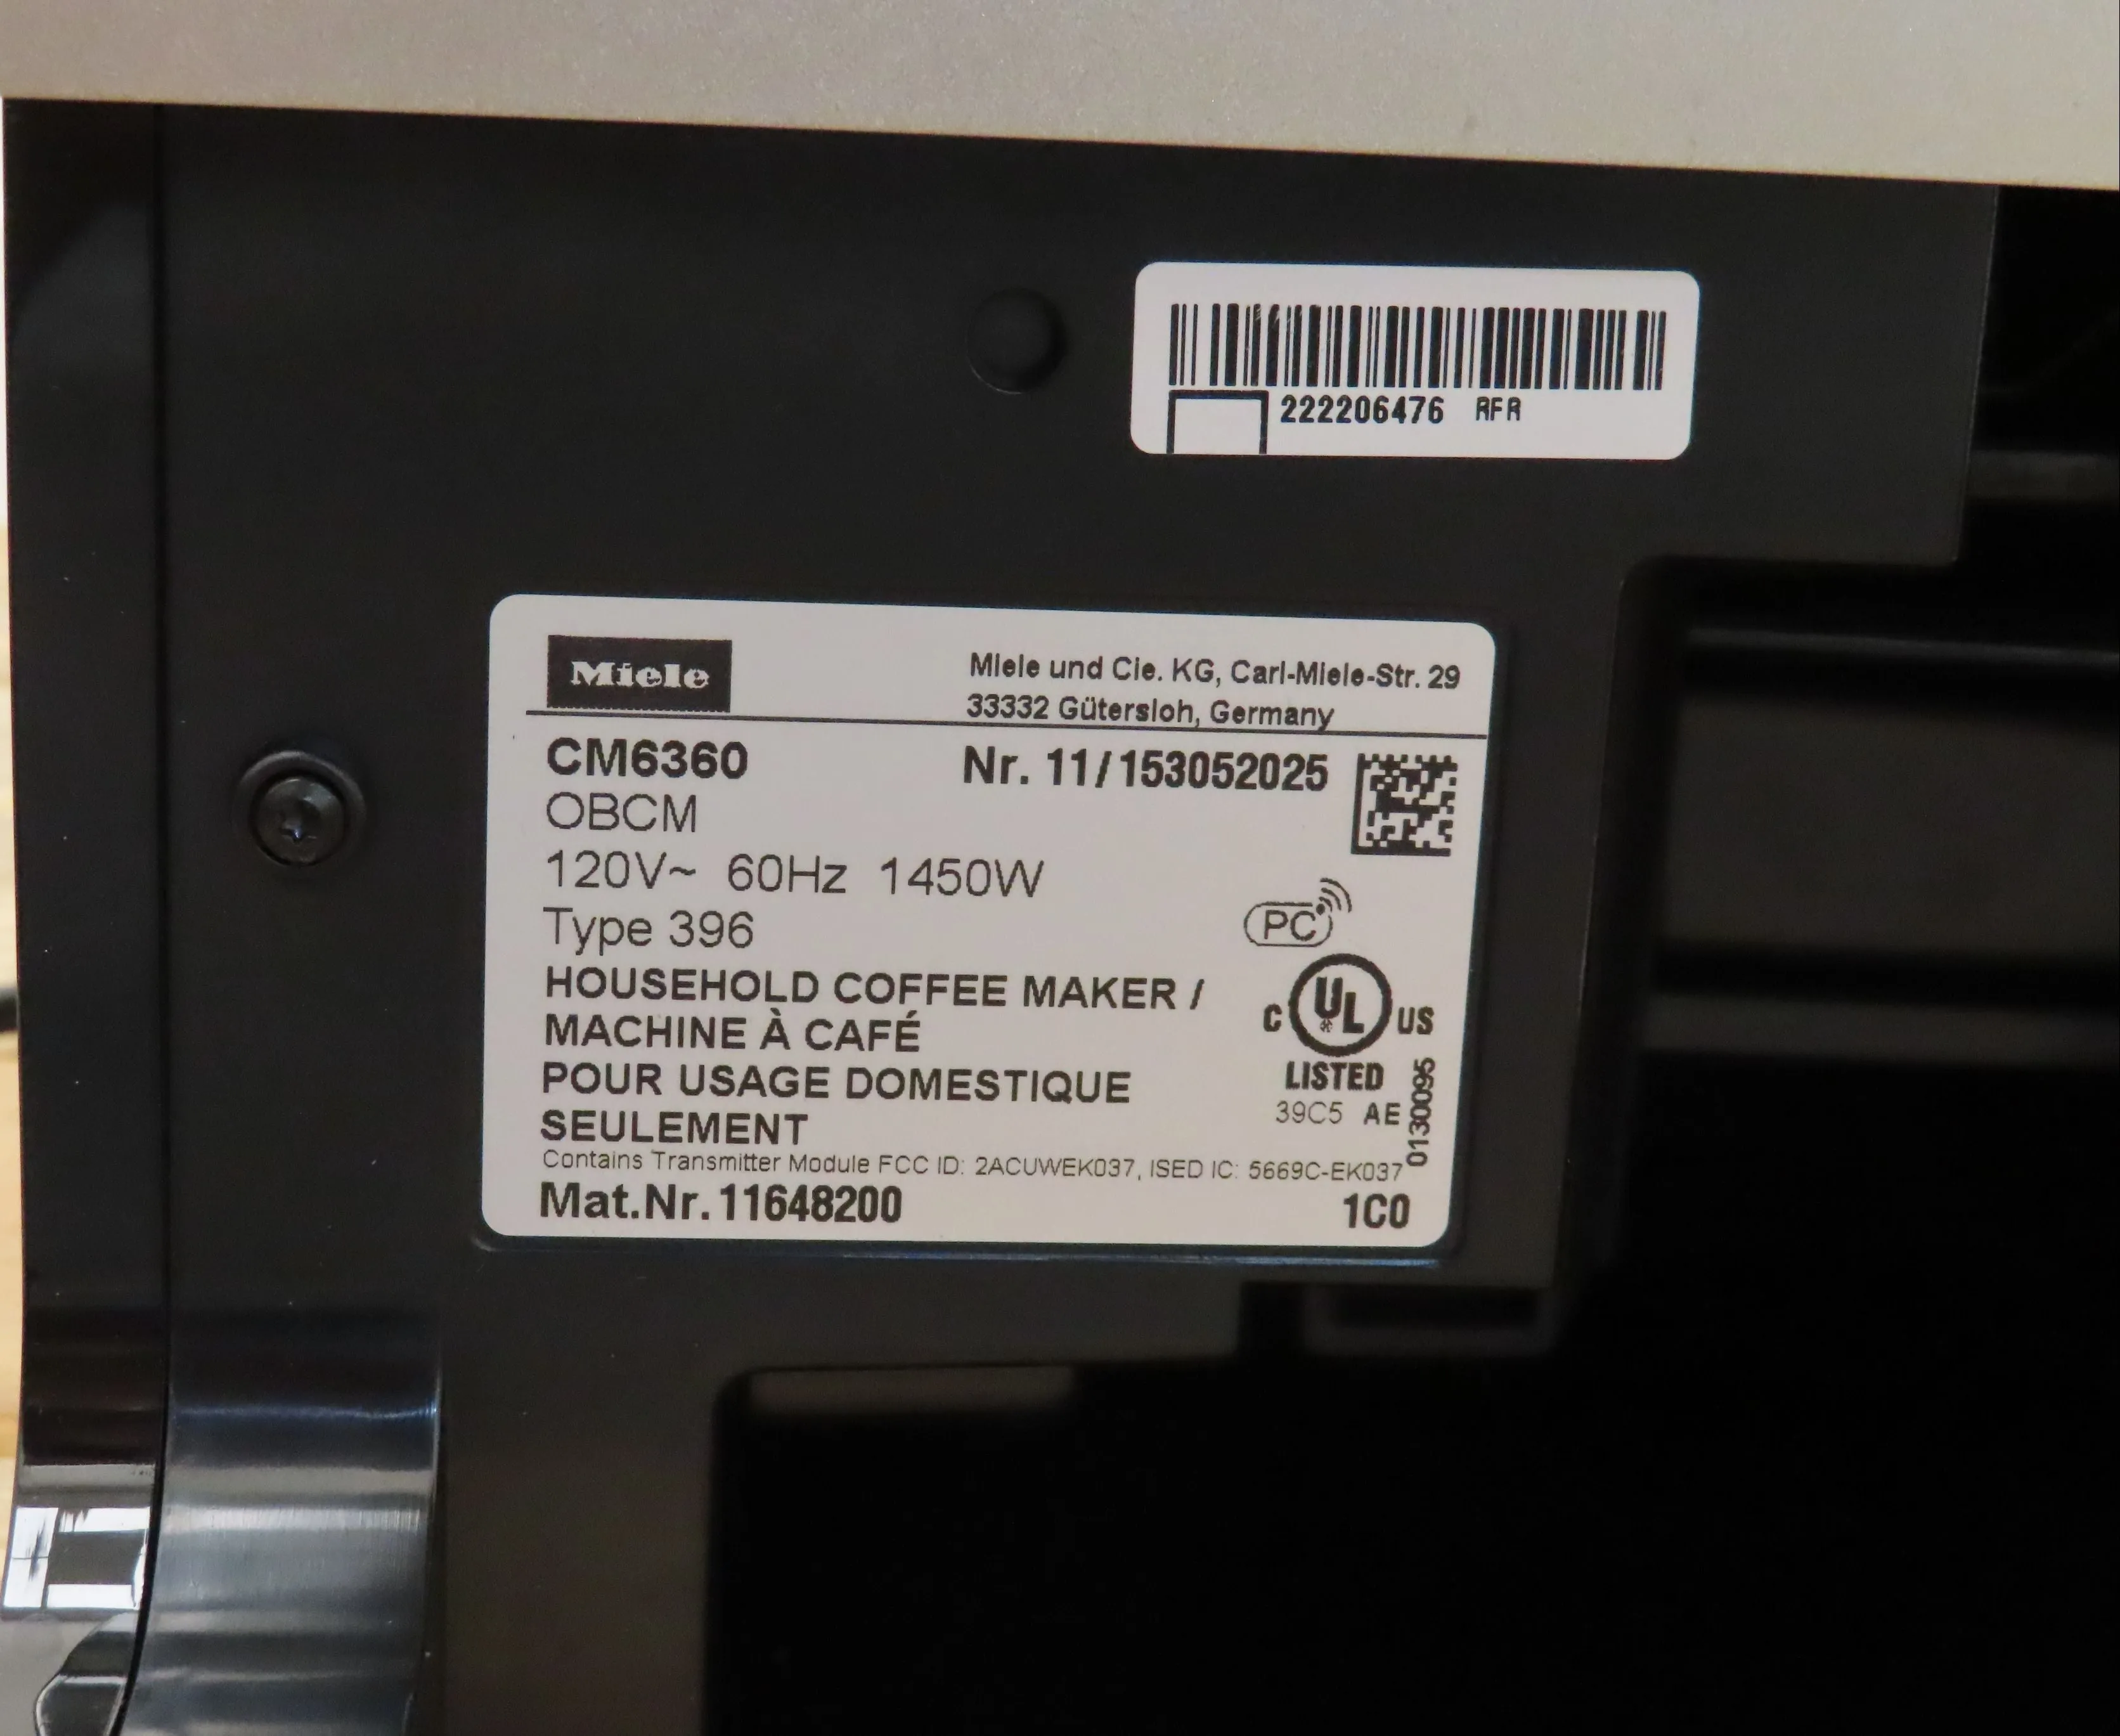 222206476 RFR
Miele
Miele und Cie. KG, Carl-Miele-Str. 29
33332 Gütersloh, Germany
CM6360 Nr. 11/153052025
OBCM
120V~ 60Hz 1450W
Type 396
PC
HOUSEHOLD COFFEE MAKER /
MACHINE À CAFÉ
POUR USAGE DOMESTIQUE
SEULEMENT
C UL US
LISTED
39C5 AE
0130095
Contains Transmitter Module FCC ID: 2ACUWEK037, ISED IC: 5669C-EK037
Mat.Nr. 11648200 1C0